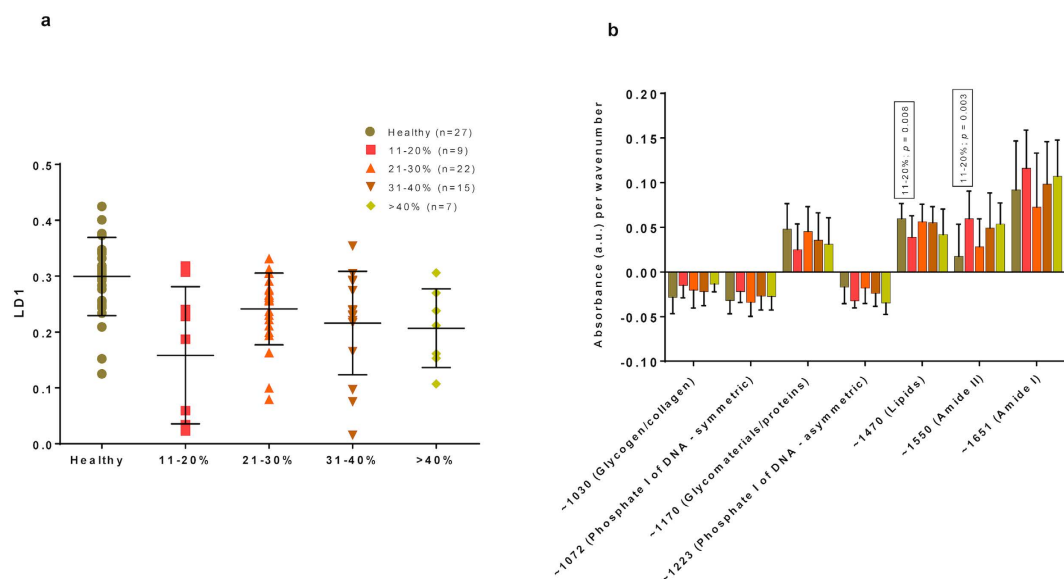 a
b
Healthy (n=27)
11-20% (n=9)
21-30% (n=22)
31-40% (n=15)
>40% (n=7)
LD1
0.5
0.4
0.3
0.2
0.1
0.0
Healthy
11-20%
21-30%
31-40%
>40%
Absorbance (a.u.) per wavenumber
0.20
0.15
0.10
0.05
0.00
-0.05
-0.10
11-20%; p = 0.008
11-20%; p = 0.003
~1030 (Glycogen/collagen)
~1072 (Phosphate I of DNA - symmetric)
~1170 (Glycomaterials/proteins)
~1223 (Phosphate I of DNA - asymmetric)
~1470 (Lipids)
~1550 (Amide II)
~1651 (Amide I)